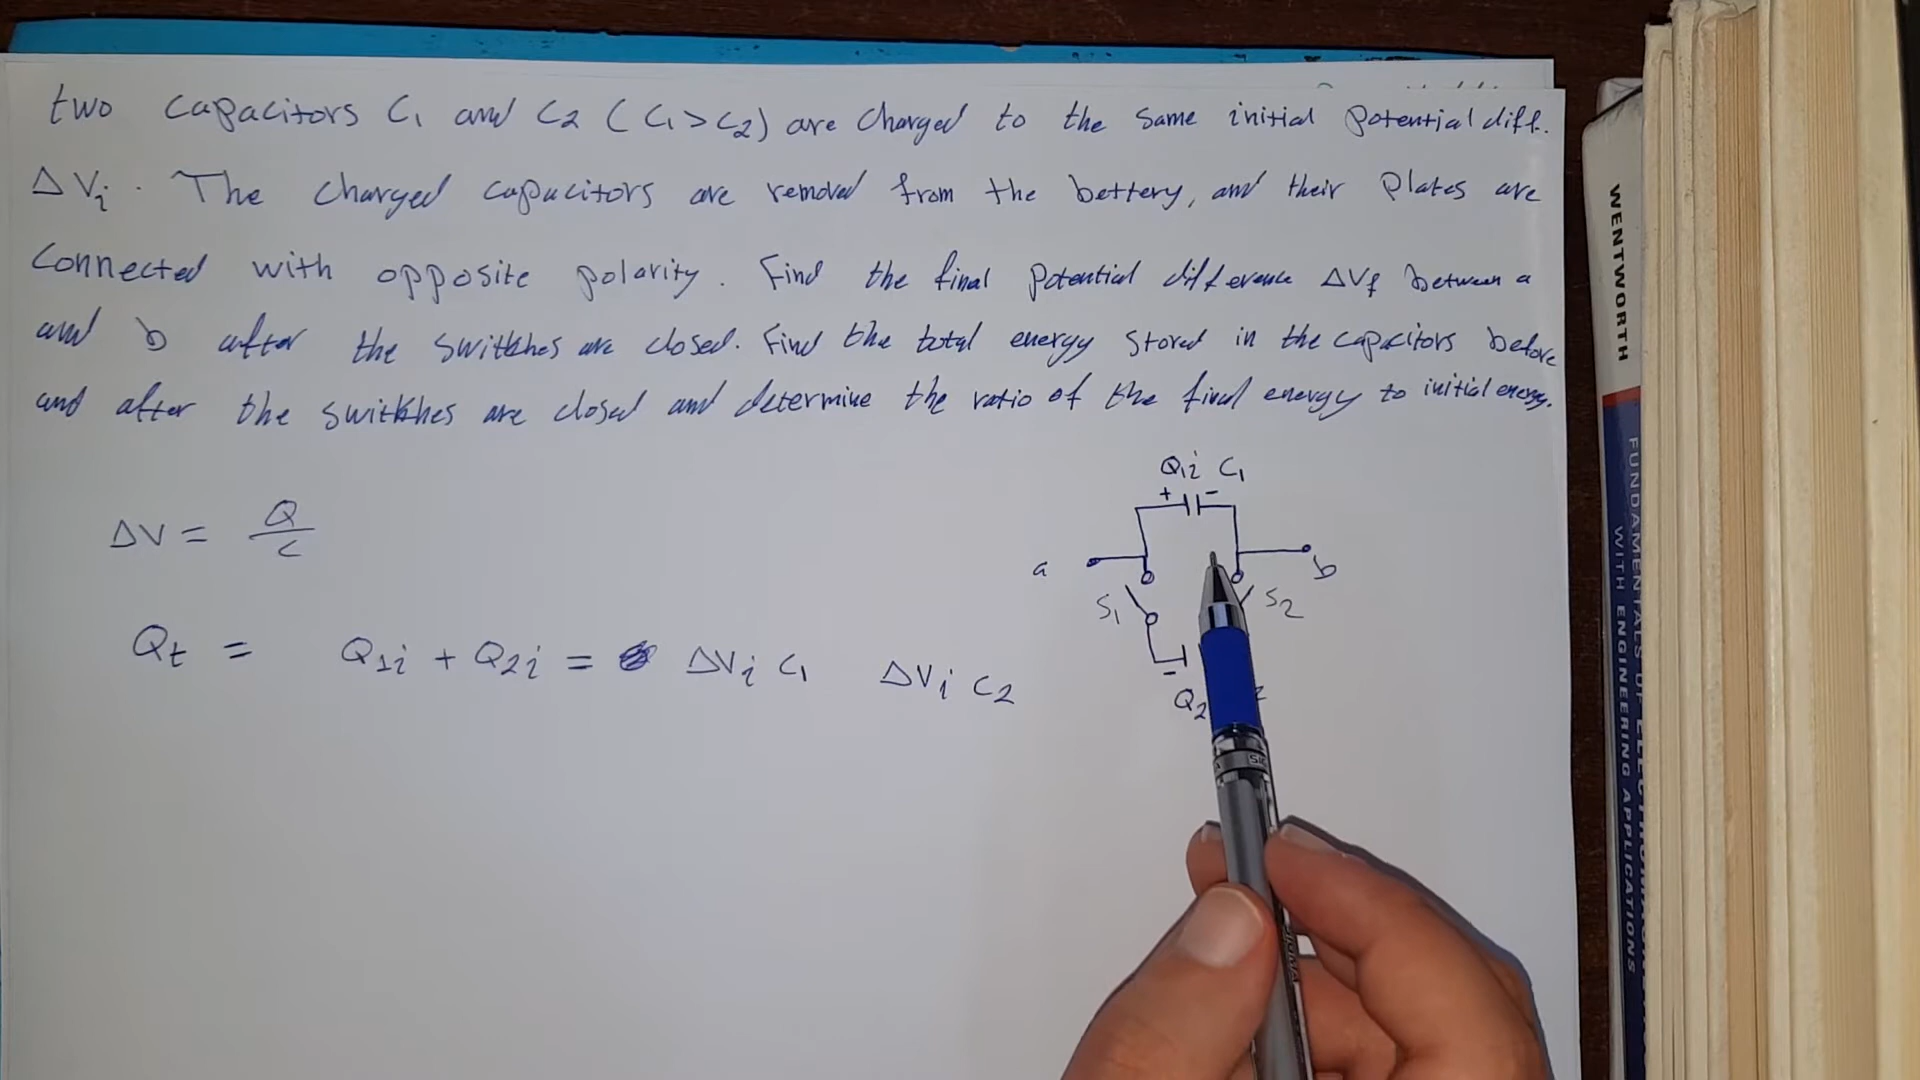 two capacitors C₁ and C₂ (C₁>C₂) are charged to the same initial potential diff.
ΔVᵢ. The charged capacitors are removed from the bettery, and their plates are
connected with opposite polarity. Find the final potential difference ΔVf between a
and b after the switches are closed. Find the total energy stored in the capacitors before
and after the switches are closed and determine the ratio of the final energy to initial energy.
Q₁ᵢ C₁
+ -
ΔV = Q/C
a b
S₁ S₂
Qt = Q₁ᵢ + Q₂ᵢ = ΔVᵢ C₁ ΔVᵢ C₂
-
Q₂
WENTWORTH
FUNDAMENTALS OF
WITH ENGINEERING APPLICATIONS